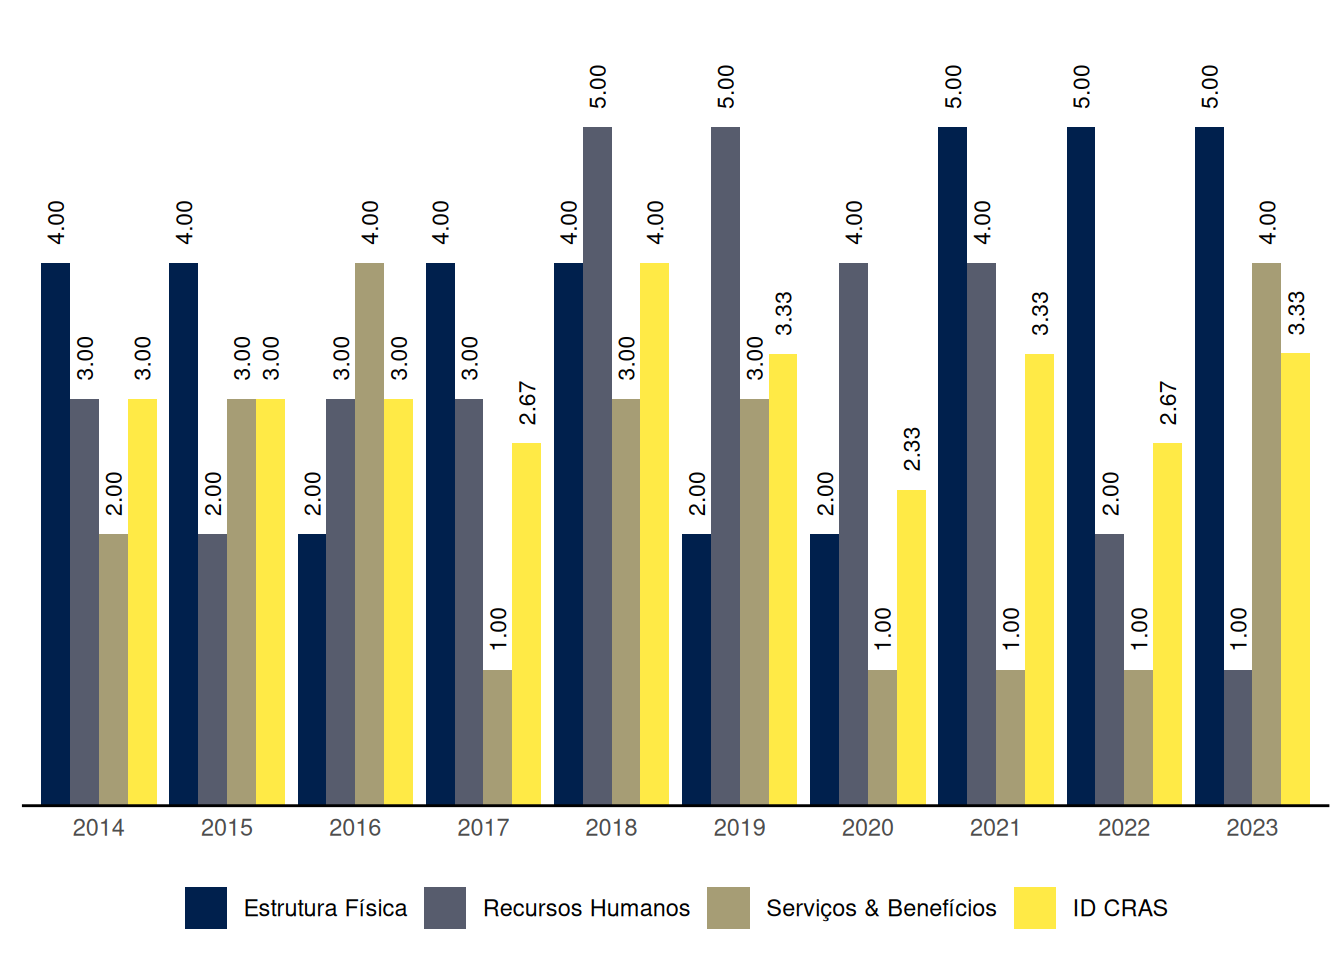 5.00 5.00 5.00 5.00 5.00
4.00 4.00 4.00 4.00 4.00 4.00 4.00 4.00 4.00
3.33 3.33 3.33
3.00 3.00 3.00 3.00 3.00 3.00 3.00 3.00 3.00
2.67 2.67
2.33
2.00 2.00 2.00 2.00 2.00 2.00
1.00 1.00 1.00 1.00 1.00
2014 2015 2016 2017 2018 2019 2020 2021 2022 2023
Estrutura Física Recursos Humanos Serviços & Benefícios ID CRAS